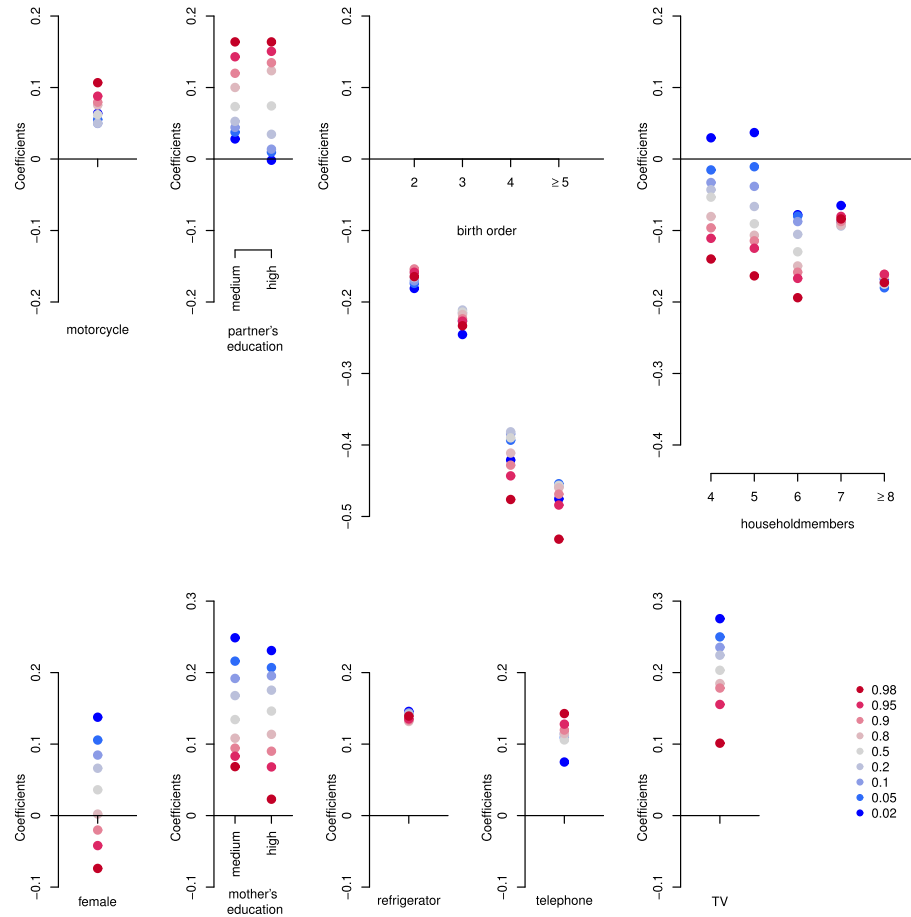 0.2
0.1
0
−0.1
−0.2
Coefficients
motorcycle
0.2
0.1
0
−0.1
−0.2
Coefficients
medium
high
partner's
education
0.2
0.1
0
−0.1
−0.2
−0.3
−0.4
−0.5
Coefficients
2 3 4 ≥ 5
birth order
0.2
0.1
0
−0.1
−0.2
−0.3
−0.4
Coefficients
4 5 6 7 ≥ 8
householdmembers
0.2
0.1
0
−0.1
Coefficients
female
0.3
0.2
0.1
0
−0.1
Coefficients
medium
high
mother's
education
0.2
0.1
0
−0.1
Coefficients
refrigerator
0.2
0.1
0
−0.1
Coefficients
telephone
0.3
0.2
0.1
0
−0.1
Coefficients
TV
0.98
0.95
0.9
0.8
0.5
0.2
0.1
0.05
0.02